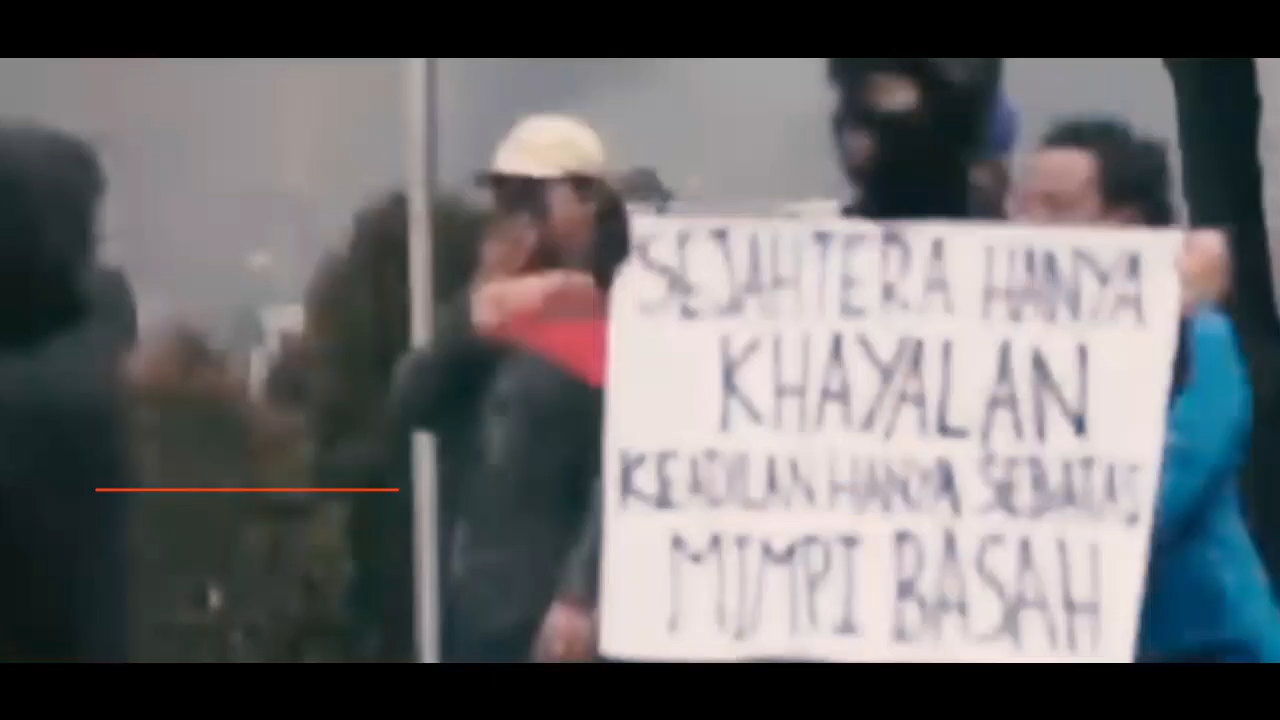 SEJAHTERA HANYA
KHAYALAN
KEADILAN HANYA SEBATAS
MIMPI BASAH